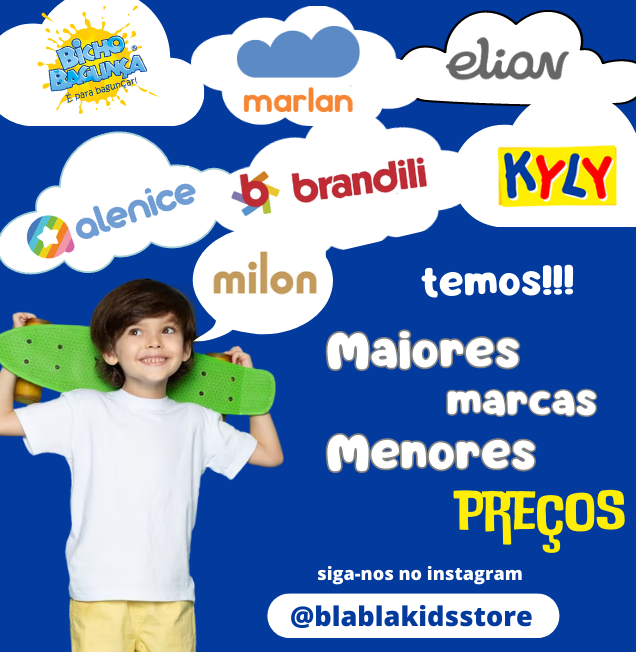 BiCHO
BAGUNÇA
É para bagunçar!
marlan
elian
alenice
b brandili
KYLY
milon
temos!!!
Maiores
marcas
Menores
PREÇOS
siga-nos no instagram
@blablakidsstore